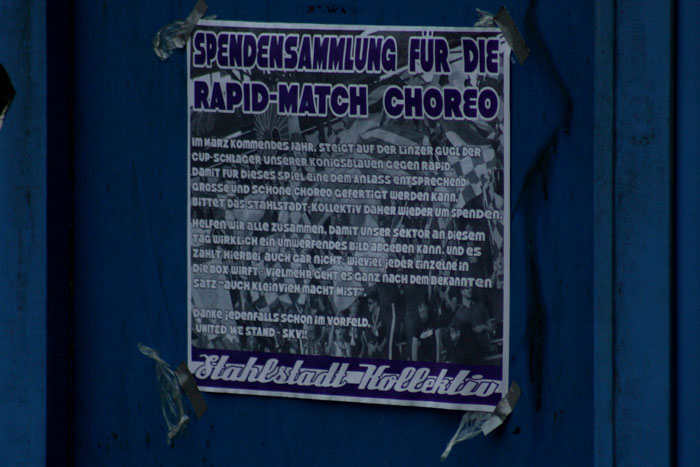 SPENDENSAMMLUNG FÜR DIE
RAPID-MATCH CHOREO
IM MÄRZ KOMMENDES JAHR, STEIGT AUF DER LINZER GUGL DER
CUP-SCHLAGER UNSERER KÖNIGSBLAUEN GEGEN RAPID.
DAMIT FÜR DIESES SPIEL EINE DEM ANLASS ENTSPRECHEND
GROSSE UND SCHÖNE CHOREO GEFERTIGT WERDEN KANN,
BITTET DAS STAHLSTADT-KOLLEKTIV DAHER WIEDER UM SPENDEN.
HELFEN WIR ALLE ZUSAMMEN, DAMIT UNSER SEKTOR AN DIESEM
TAG WIRKLICH EIN UMWERFENDES BILD ABGEBEN KANN. UND ES
ZÄHLT HIERBEI AUCH GAR NICHT, WIEVIEL JEDER EINZELNE IN
DIE BOX WIRFT - VIELMEHR GEHT ES GANZ NACH DEM BEKANNTEN
SATZ "AUCH KLEINVIEH MACHT MIST"
DANKE JEDENFALLS SCHON IM VORFELD,
UNITED WE STAND - SKV!!
Stahlstadt-Kollektiv